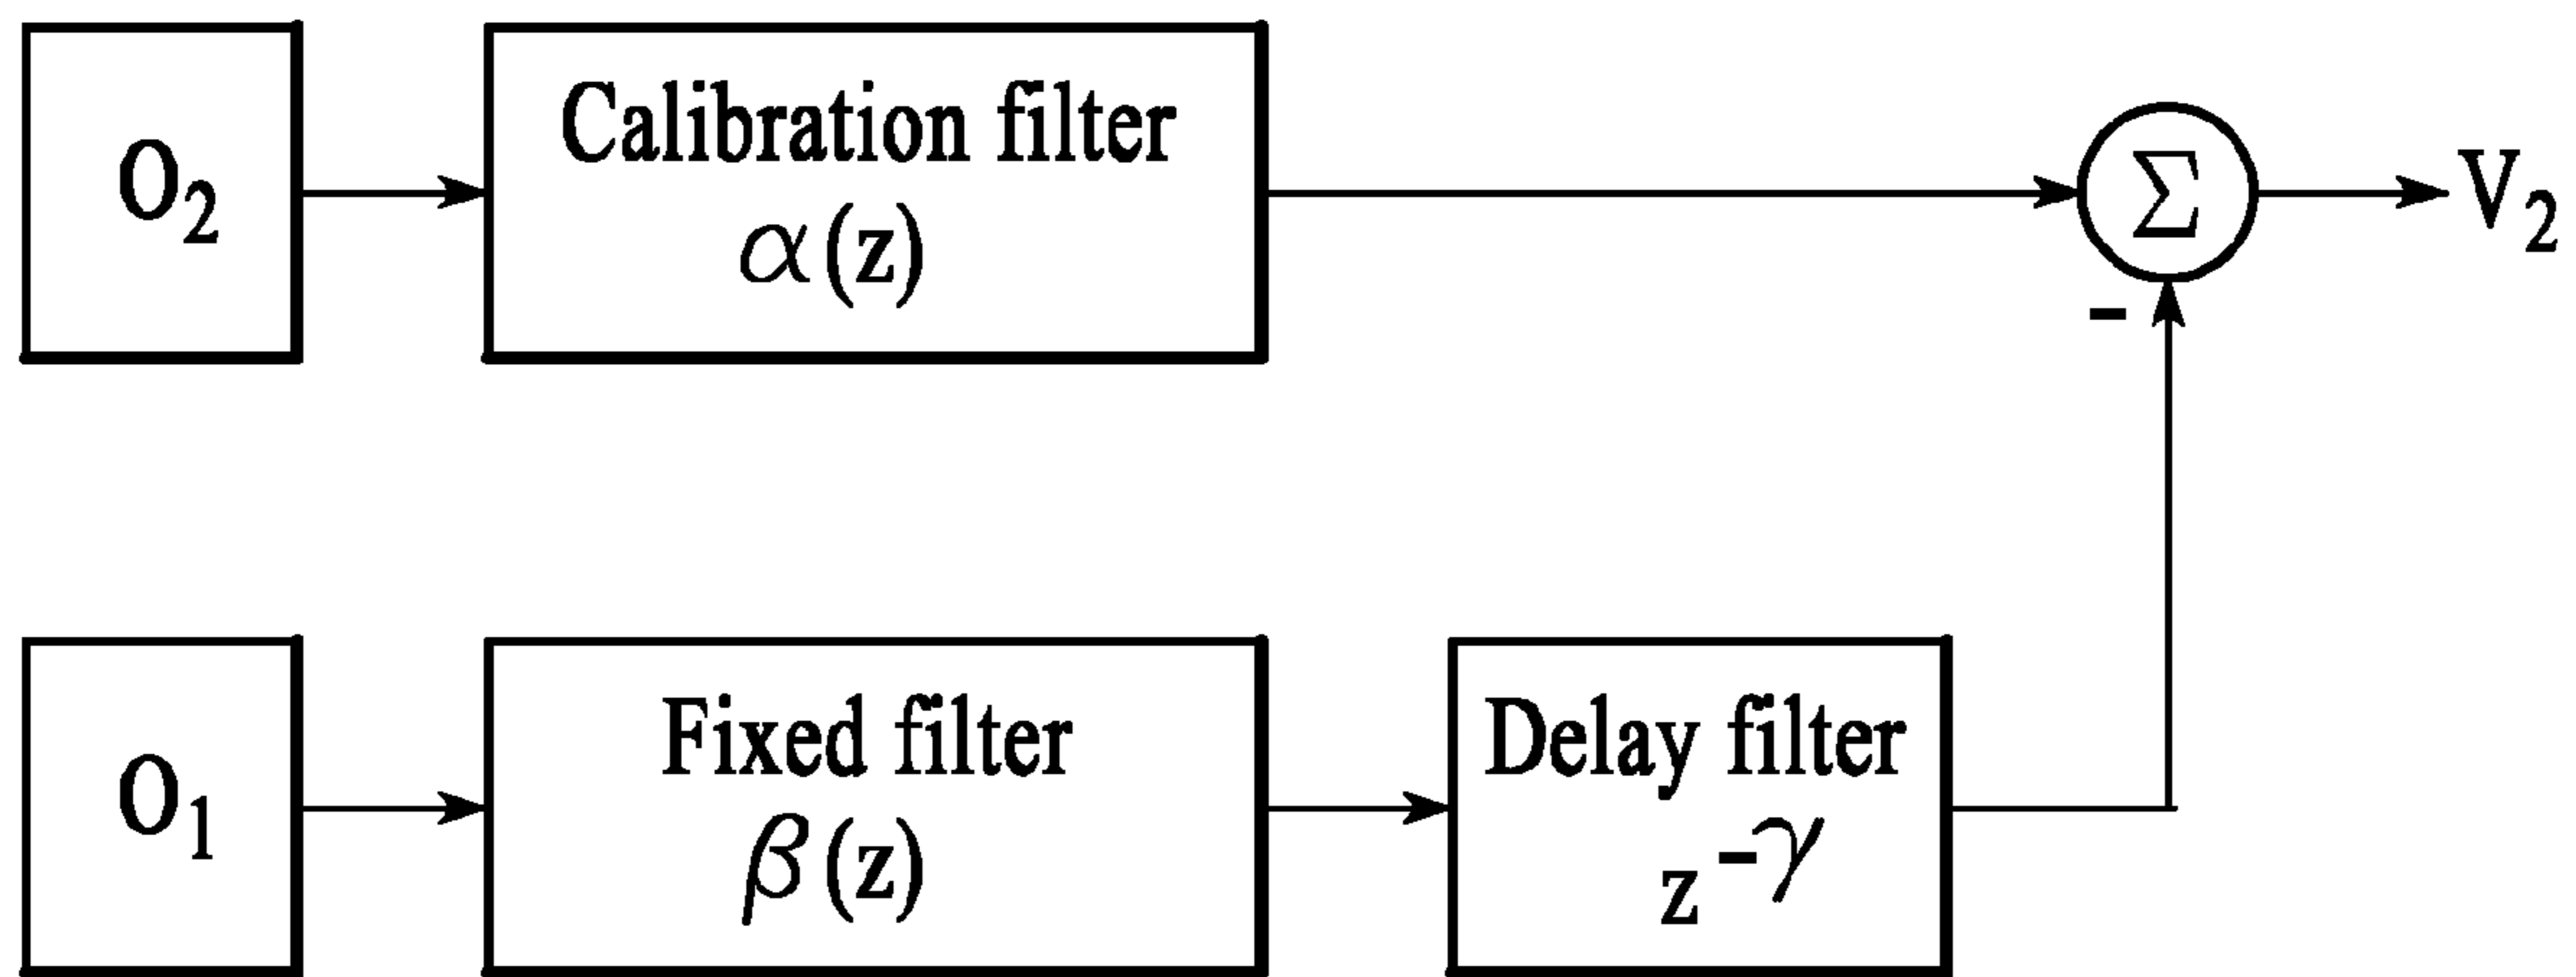 O₂
Calibration filter
α(z)
Σ
V₂
-
O₁
Fixed filter
β(z)
Delay filter
z⁻ᵞ